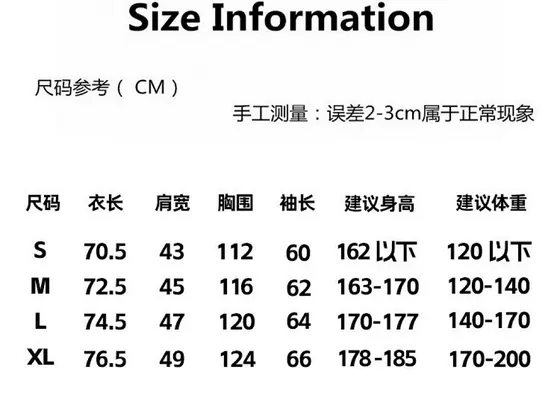 Size Information
尺码参考（ CM ）
手工测量：误差2-3cm属于正常现象
尺码 衣长 肩宽 胸围 袖长 建议身高 建议体重
S 70.5 43 112 60 162 以下 120 以下
M 72.5 45 116 62 163-170 120-140
L 74.5 47 120 64 170-177 140-170
XL 76.5 49 124 66 178-185 170-200